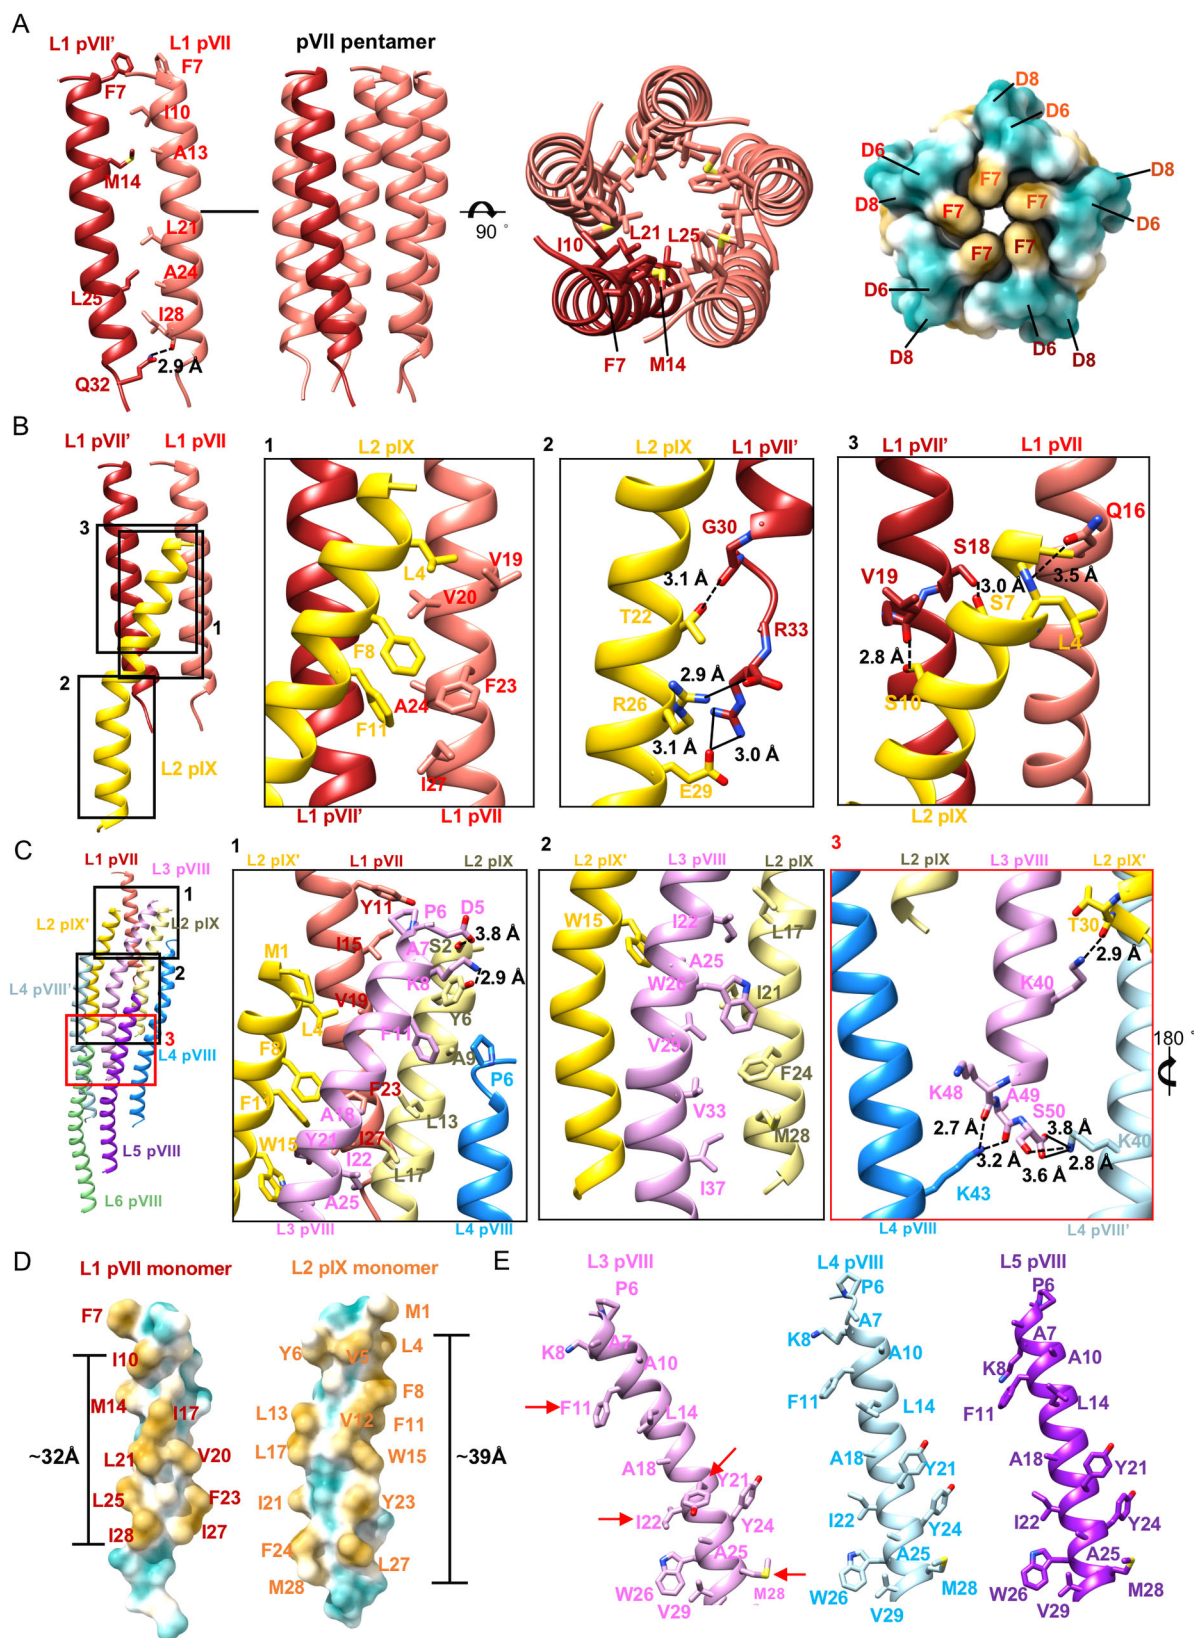 A
L1 pVII'
L1 pVII
pVII pentamer
F7
F7
I10
A13
M14
L21
A24
L25
I28
2.9 Å
Q32
90 °
I10
L21
L25
F7
M14
D8
D6
D6
D8
D8
D6
F7
F7
F7
F7
D6
D8
D6
D8
B
L1 pVII'
L1 pVII
3
1
2
L2 pIX
1
L2 pIX
L4
V19
V20
F8
F23
A24
F11
I27
L1 pVII'
L1 pVII
2
L2 pIX
L1 pVII'
G30
3.1 Å
T22
R33
2.9 Å
R26
3.1 Å
3.0 Å
E29
3
L1 pVII'
L1 pVII
Q16
S18
V19
3.0 Å
3.5 Å
S7
L4
2.8 Å
S10
L2 pIX
C
L1 pVII
L3 pVIII
1
L2 pIX'
L2 pIX
2
L4 pVIII'
3
L4 pVIII
L5 pVIII
L6 pVIII
1
L2 pIX'
L1 pVII
L2 pIX
Y11
P6
D5
3.8 Å
I15
A7
S2
M1
K8
2.9 Å
V19
Y6
L4
F11
A9
F8
P6
F23
F11
A18
L13
W15
Y21
I27
I22
L17
A25
L3 pVIII
L4 pVIII
2
L2 pIX'
L3 pVIII
L2 pIX
W15
I22
L17
A25
W26
I21
V29
F24
V33
M28
I37
3
L2 pIX
L3 pVIII
L2 pIX'
T30
2.9 Å
K40
K48
A49
S50
2.7 Å
3.8 Å
K40
3.2 Å
2.8 Å
3.6 Å
K43
L4 pVIII
L4 pVIII'
180 °
D
L1 pVII monomer
L2 pIX monomer
F7
M1
I10
Y6
V5
L4
M14
I17
F8
L13
V12
F11
~32Å
L21
V20
L17
W15
~39Å
L25
F23
I21
Y23
I28
I27
F24
L27
M28
E
L3 pVIII
L4 pVIII
L5 pVIII
P6
A7
K8
A10
F11
L14
A18
Y21
I22
Y24
A25
W26
M28
V29
P6
A7
K8
A10
F11
L14
A18
Y21
I22
Y24
A25
W26
M28
V29
P6
A7
K8
A10
F11
L14
A18
Y21
I22
Y24
A25
W26
M28
V29